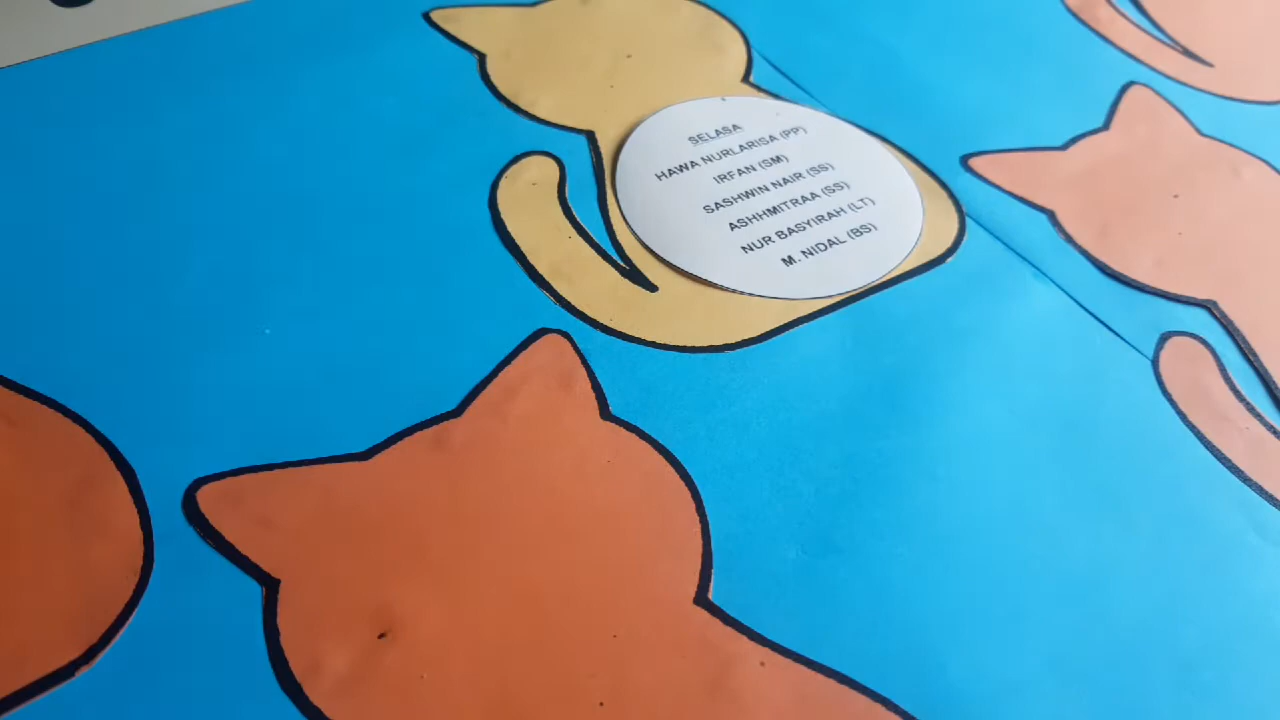 SELASA
HAWA NURLARISA (PP)
IRFAN (SM)
SASHWIN NAIR (SS)
ASHHMITRAA (SS)
NUR BASYIRAH (LT)
M. NIDAL (BS)